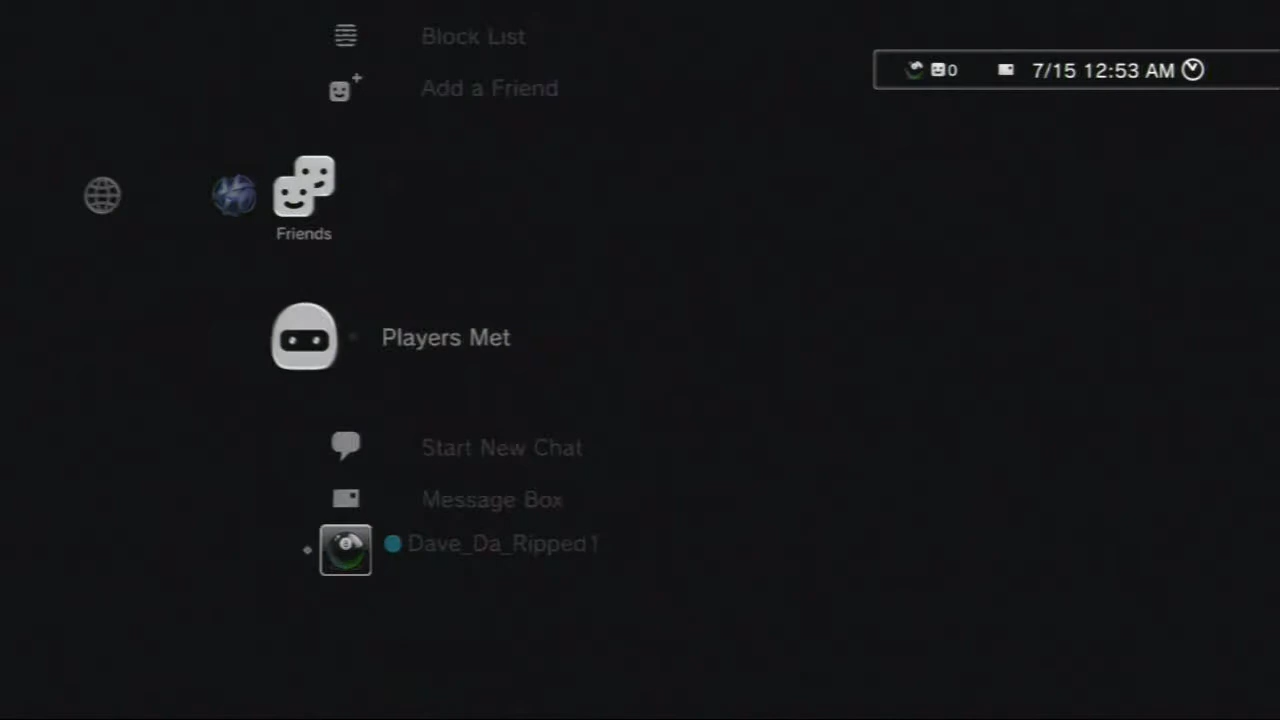 Block List
Add a Friend
0 7/15 12:53 AM
Friends
Players Met
Start New Chat
Message Box
Dave_Da_Ripped1